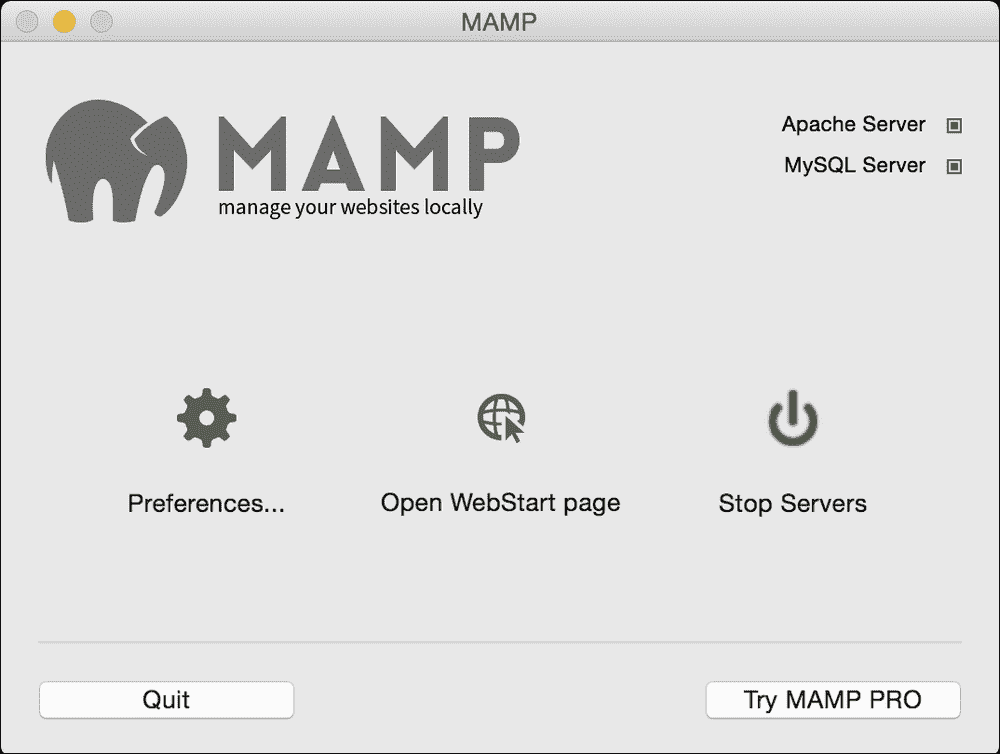 MAMP
MAMP
manage your websites locally
Apache Server
MySQL Server
Preferences...
Open WebStart page
Stop Servers
Quit
Try MAMP PRO